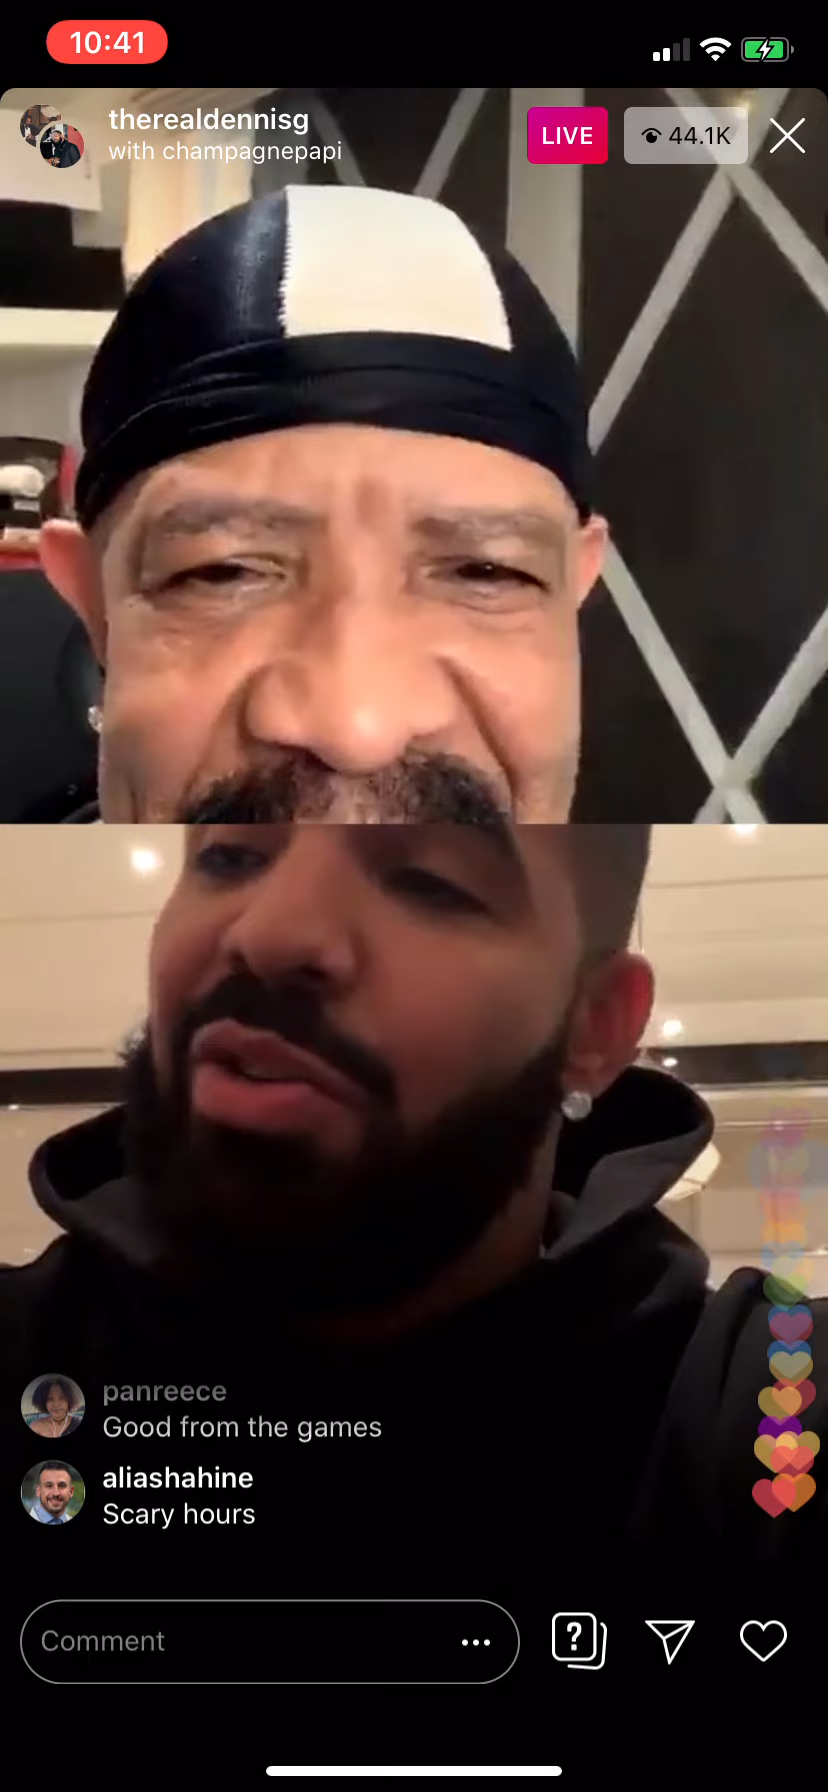 10:41
therealdennisg
with champagnepapi
LIVE
44.1K
panreece
Good from the games
aliashahine
Scary hours
Comment
?